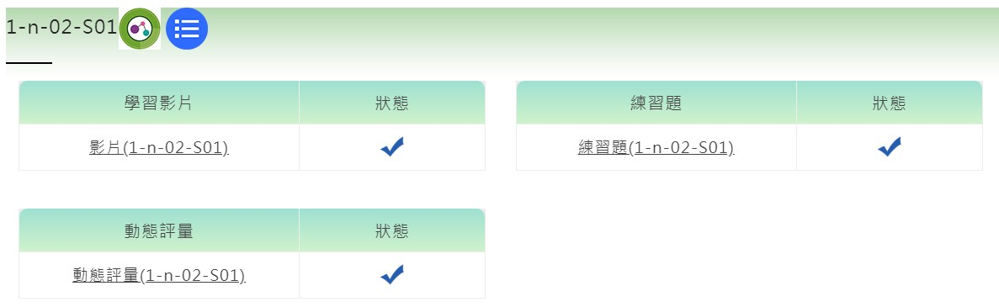 1-n-02-S01
學習影片 狀態
影片(1-n-02-S01)
練習題 狀態
練習題(1-n-02-S01)
動態評量 狀態
動態評量(1-n-02-S01)